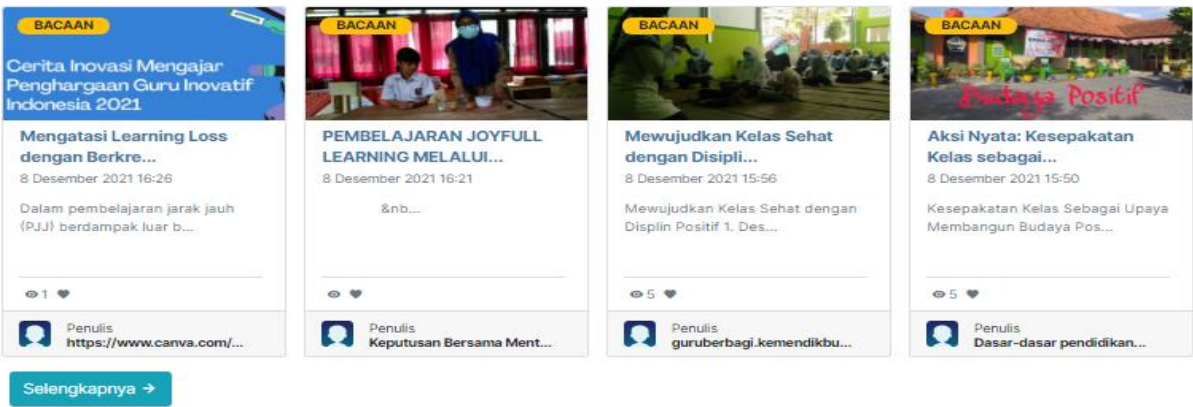 BACAAN
Cerita Inovasi Mengajar
Penghargaan Guru Inovatif
Indonesia 2021
Mengatasi Learning Loss
dengan Berkre...
8 Desember 2021 16:26
Dalam pembelajaran jarak jauh
(PJJ) berdampak luar b...
1
Penulis
https://www.canva.com/...
BACAAN
PEMBELAJARAN JOYFULL
LEARNING MELALUI...
8 Desember 2021 16:21
&nb...
Penulis
Keputusan Bersama Ment...
BACAAN
Mewujudkan Kelas Sehat
dengan Disipli...
8 Desember 2021 15:56
Mewujudkan Kelas Sehat dengan
Displin Positif 1. Des...
5
Penulis
guruberbagi.kemendikbu...
BACAAN
Budaya Positif
Aksi Nyata: Kesepakatan
Kelas sebagai...
8 Desember 2021 15:50
Kesepakatan Kelas Sebagai Upaya
Membangun Budaya Pos...
5
Penulis
Dasar-dasar pendidikan...
Selengkapnya →